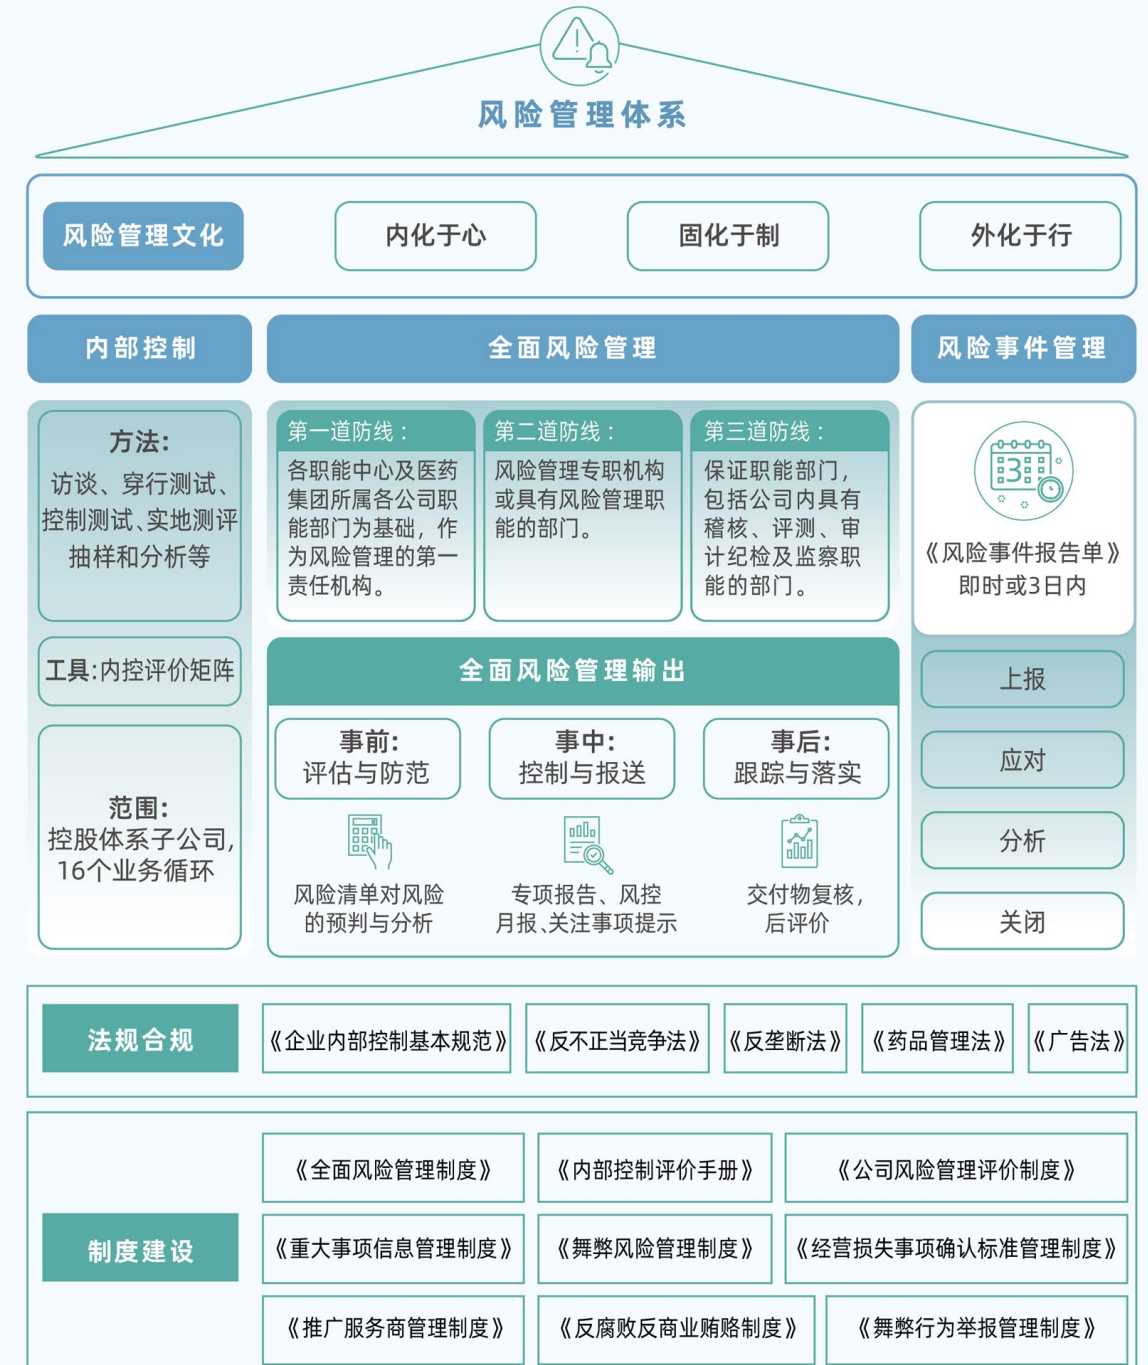 风险管理体系
风险管理文化
内化于心
固化于制
外化于行
内部控制
全面风险管理
风险事件管理
方法:
访谈、穿行测试、
控制测试、实地测评
抽样和分析等
工具:内控评价矩阵
范围:
控股体系子公司,
16个业务循环
第一道防线：
各职能中心及医药
集团所属各公司职
能部门为基础，作
为风险管理的第一
责任机构。
第二道防线：
风险管理专职机构
或具有风险管理职
能的部门。
第三道防线：
保证职能部门，
包括公司内具有
稽核、评测、审
计纪检及监察职
能的部门。
全面风险管理输出
事前:
评估与防范
风险清单对风险
的预判与分析
事中:
控制与报送
专项报告、风控
月报、关注事项提示
事后:
跟踪与落实
交付物复核，
后评价
3
《风险事件报告单》
即时或3日内
上报
应对
分析
关闭
法规合规
《企业内部控制基本规范》
《反不正当竞争法》
《反垄断法》
《药品管理法》
《广告法》
制度建设
《全面风险管理制度》
《内部控制评价手册》
《公司风险管理评价制度》
《重大事项信息管理制度》
《舞弊风险管理制度》
《经营损失事项确认标准管理制度》
《推广服务商管理制度》
《反腐败反商业贿赂制度》
《舞弊行为举报管理制度》